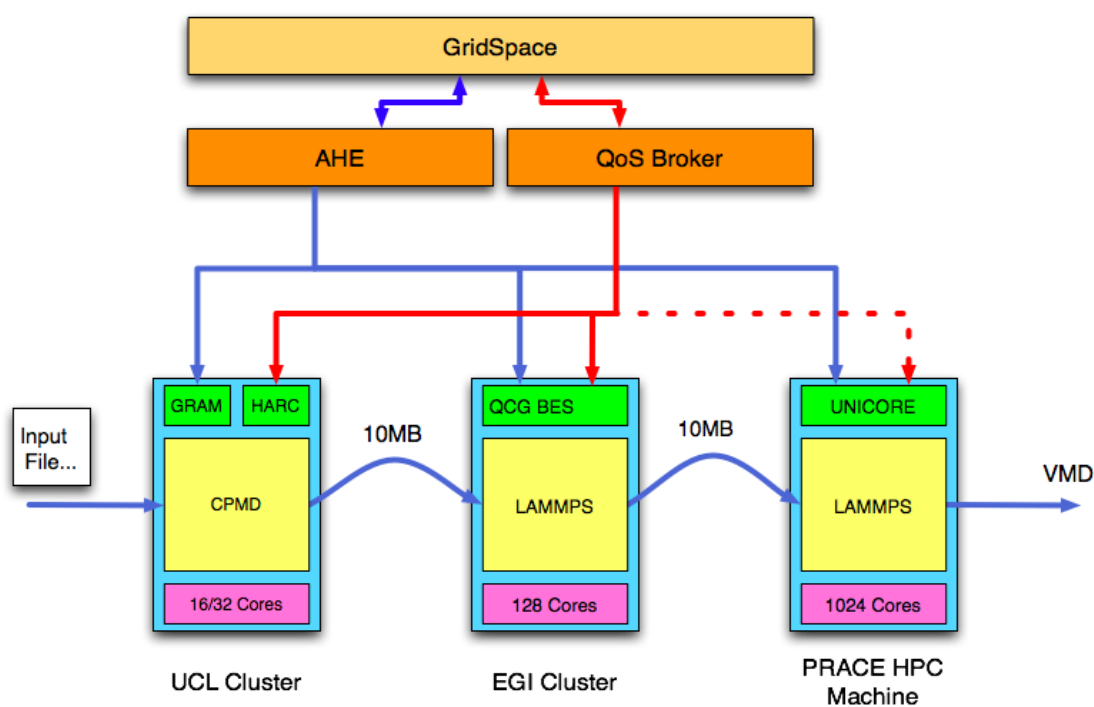 GridSpace
AHE
QoS Broker
GRAM
HARC
QCG BES
UNICORE
Input
File...
10MB
10MB
VMD
CPMD
LAMMPS
LAMMPS
16/32 Cores
128 Cores
1024 Cores
UCL Cluster
EGI Cluster
PRACE HPC
Machine